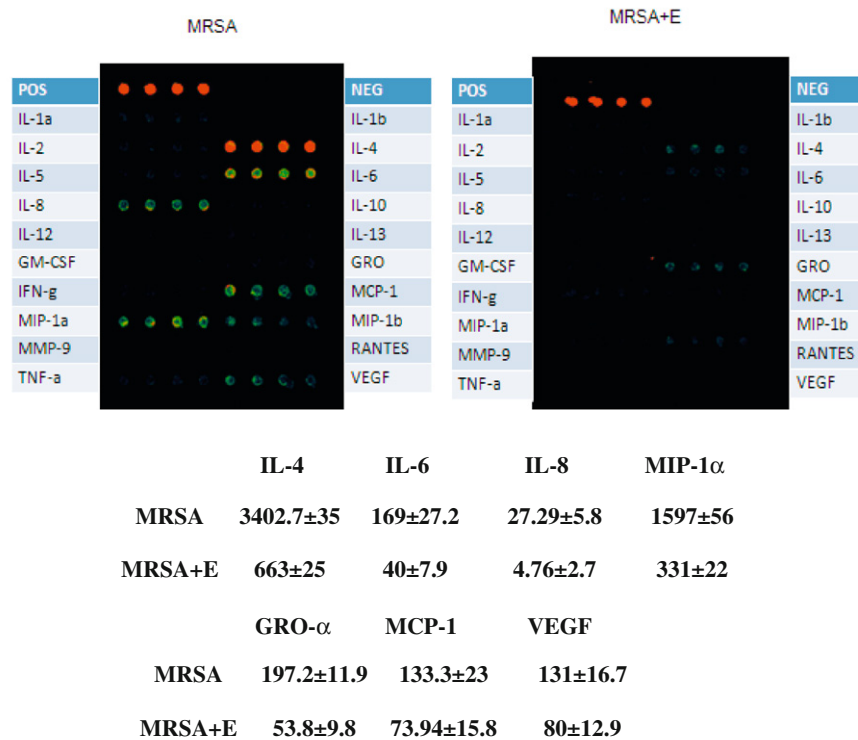 MRSA
MRSA+E
POS NEG
IL-1a IL-1b
IL-2 IL-4
IL-5 IL-6
IL-8 IL-10
IL-12 IL-13
GM-CSF GRO
IFN-g MCP-1
MIP-1a MIP-1b
MMP-9 RANTES
TNF-a VEGF
POS NEG
IL-1a IL-1b
IL-2 IL-4
IL-5 IL-6
IL-8 IL-10
IL-12 IL-13
GM-CSF GRO
IFN-g MCP-1
MIP-1a MIP-1b
MMP-9 RANTES
TNF-a VEGF
IL-4 IL-6 IL-8 MIP-1α
MRSA 3402.7±35 169±27.2 27.29±5.8 1597±56
MRSA+E 663±25 40±7.9 4.76±2.7 331±22
GRO-α MCP-1 VEGF
MRSA 197.2±11.9 133.3±23 131±16.7
MRSA+E 53.8±9.8 73.94±15.8 80±12.9